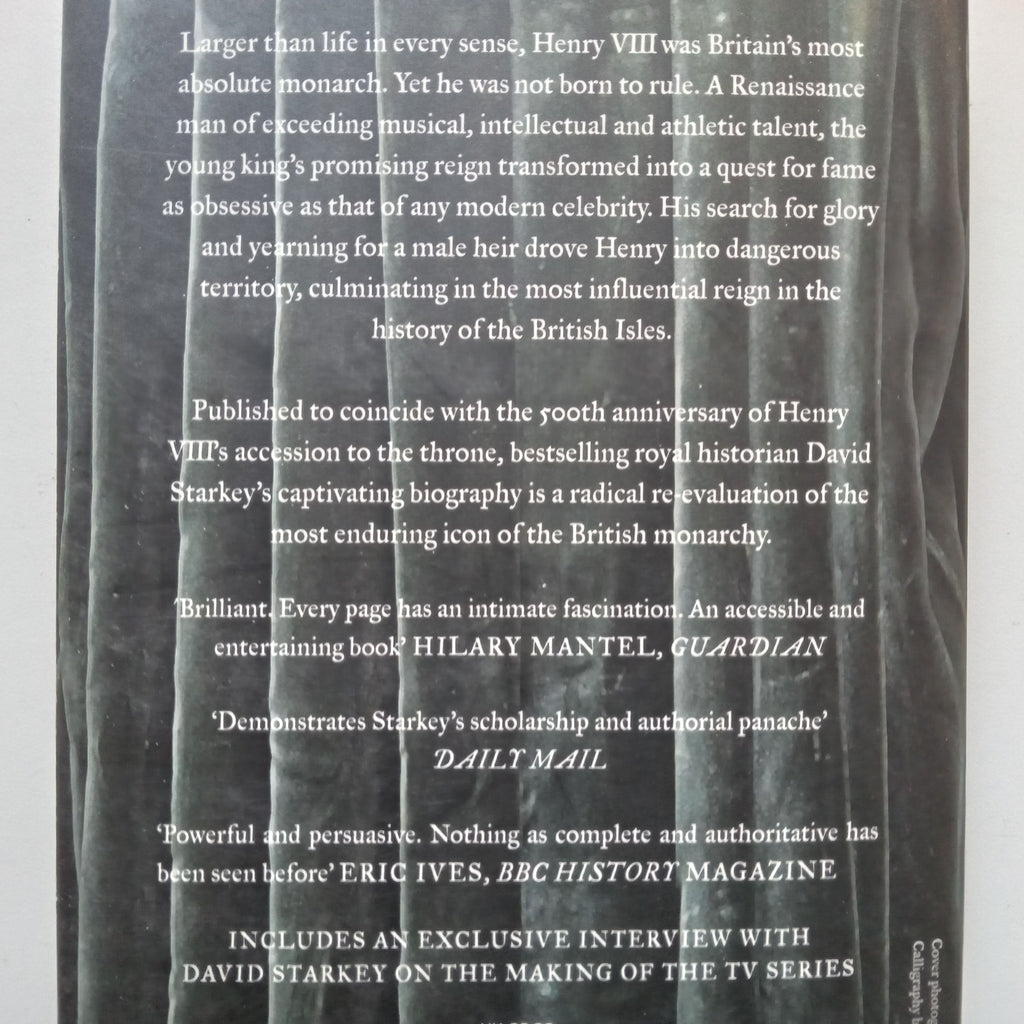 Larger than life in every sense, Henry VIII was Britain's most
absolute monarch. Yet he was not born to rule. A Renaissance
man of exceeding musical, intellectual and athletic talent, the
young king's promising reign transformed into a quest for fame
as obsessive as that of any modern celebrity. His search for glory
and yearning for a male heir drove Henry into dangerous
territory, culminating in the most influential reign in the
history of the British Isles.
Published to coincide with the 500th anniversary of Henry
VIII's accession to the throne, bestselling royal historian David
Starkey's captivating biography is a radical re-evaluation of the
most enduring icon of the British monarchy.
'Brilliant. Every page has an intimate fascination. An accessible and
entertaining book' HILARY MANTEL, GUARDIAN
'Demonstrates Starkey's scholarship and authorial panache'
DAILY MAIL
'Powerful and persuasive. Nothing as complete and authoritative has
been seen before' ERIC IVES, BBC HISTORY MAGAZINE
INCLUDES AN EXCLUSIVE INTERVIEW WITH
DAVID STARKEY ON THE MAKING OF THE TV SERIES
Cover
Calligraphy